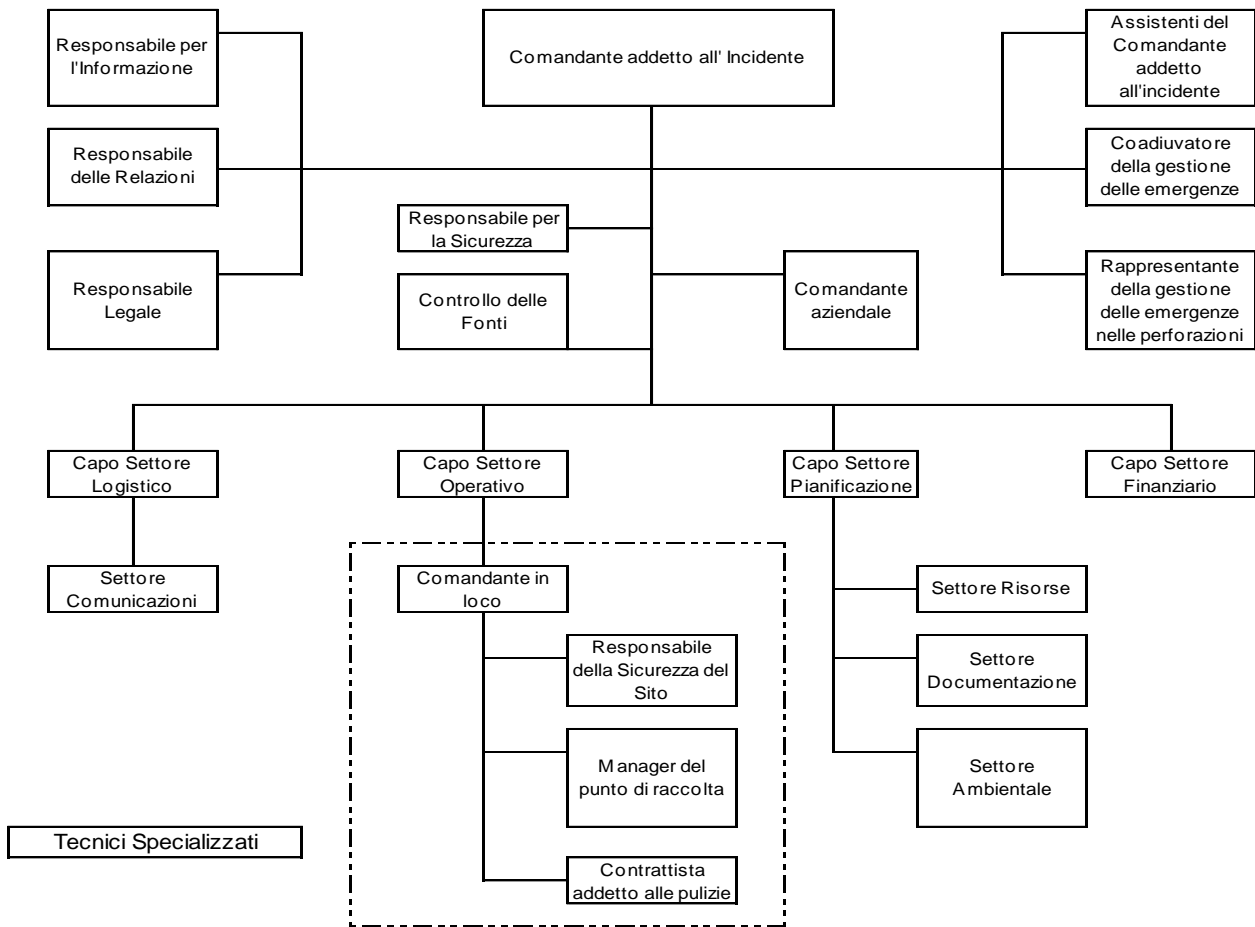 Responsabile per
l'Informazione
Comandante addetto all' Incidente
Assistenti del
Comandante
addetto
all'incidente
Responsabile
delle Relazioni
Coadiuvatore
della gestione
delle emergenze
Responsabile per
la Sicurezza
Responsabile
Legale
Controllo delle
Fonti
Comandante
aziendale
Rappresentante
della gestione
delle emergenze
nelle perforazioni
Capo Settore
Logistico
Capo Settore
Operativo
Capo Settore
Pianificazione
Capo Settore
Finanziario
Settore
Comunicazioni
Comandante in
loco
Settore Risorse
Responsabile
della Sicurezza del
Sito
Settore
Documentazione
Manager del
punto di raccolta
Settore
Ambientale
Tecnici Specializzati
Contrattista
addetto alle pulizie